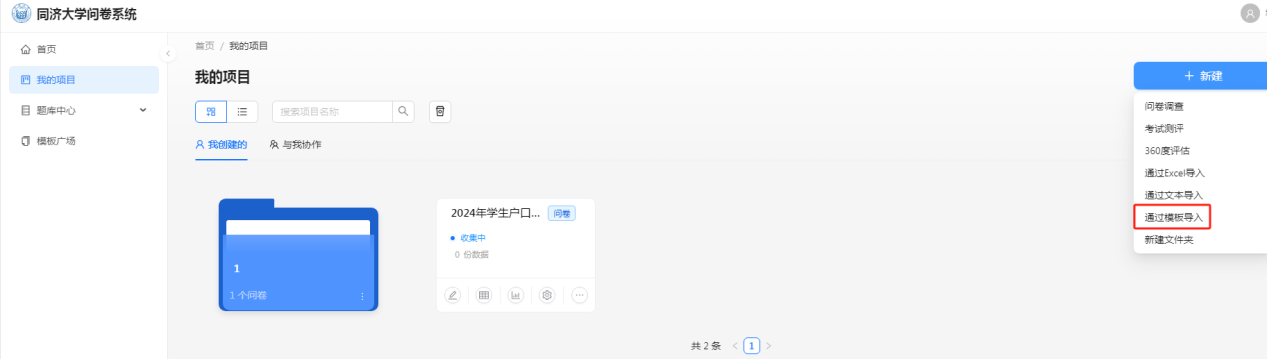 同济大学问卷系统
首页
我的项目
题库中心
模板广场
首页 / 我的项目
我的项目
搜索项目名称
我创建的
与我协作
1
1 个问卷
2024年学生户口...
问卷
收集中
0 份数据
共 2 条
1
新建
问卷调查
考试测评
360度评估
通过Excel导入
通过文本导入
通过模板导入
新建文件夹